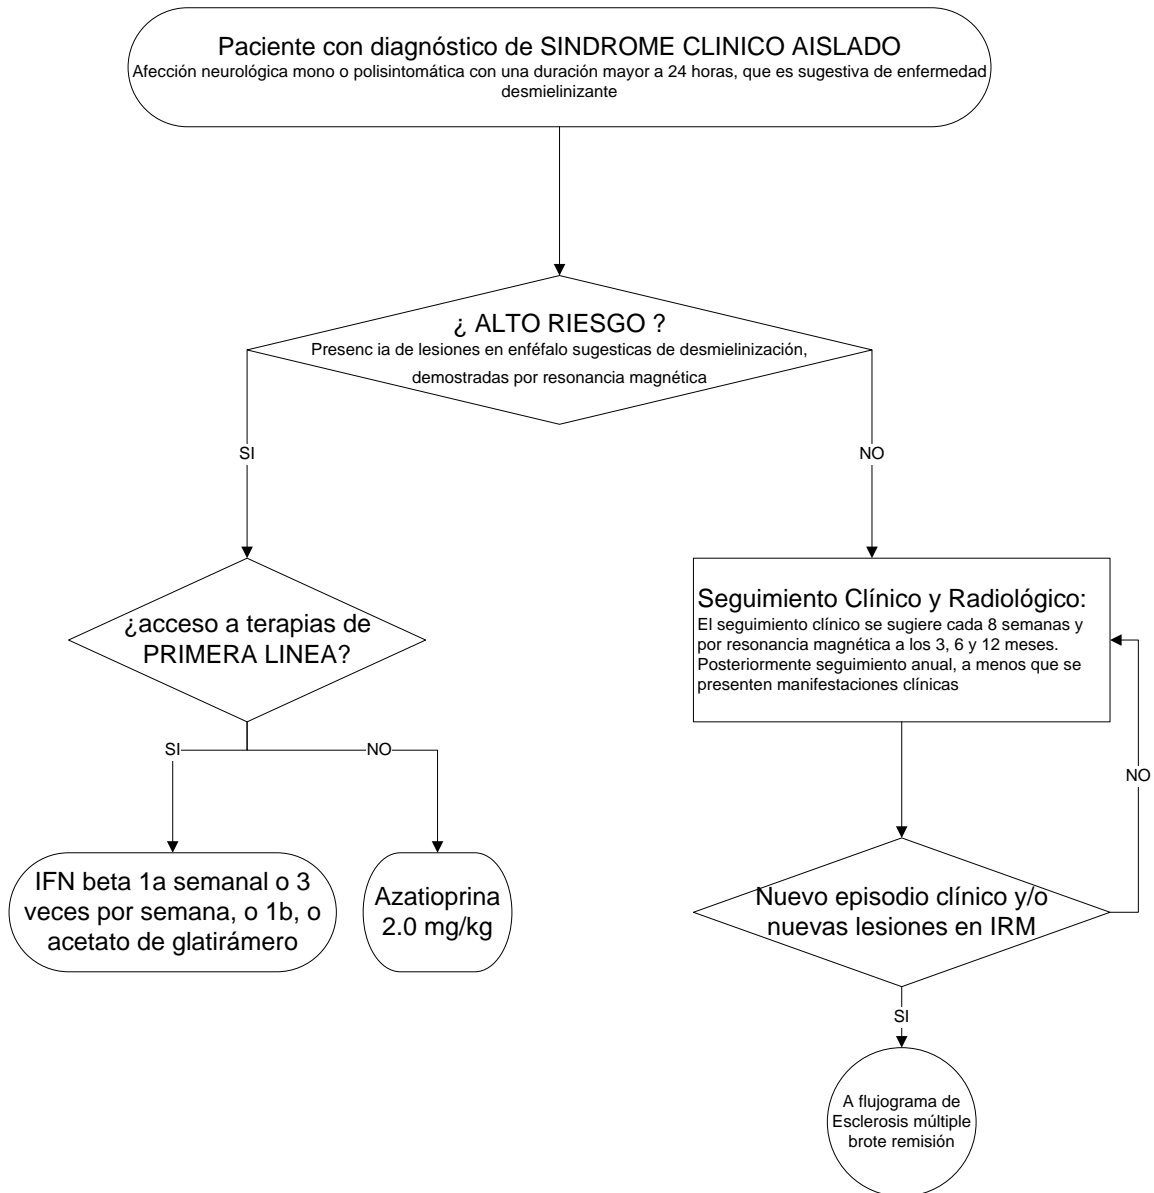 Paciente con diagnóstico de SINDROME CLINICO AISLADO
Afección neurológica mono o polisintomática con una duración mayor a 24 horas, que es sugestiva de enfermedad
desmielinizante
¿ ALTO RIESGO ?
Presenc ia de lesiones en enféfalo sugesticas de desmielinización,
demostradas por resonancia magnética
SI
NO
¿acceso a terapias de
PRIMERA LINEA?
SI
NO
IFN beta 1a semanal o 3
veces por semana, o 1b, o
acetato de glatirámero
Azatioprina
2.0 mg/kg
Seguimiento Clínico y Radiológico:
El seguimiento clínico se sugiere cada 8 semanas y
por resonancia magnética a los 3, 6 y 12 meses.
Posteriormente seguimiento anual, a menos que se
presenten manifestaciones clínicas
NO
Nuevo episodio clínico y/o
nuevas lesiones en IRM
SI
A flujograma de
Esclerosis múltiple
brote remisión